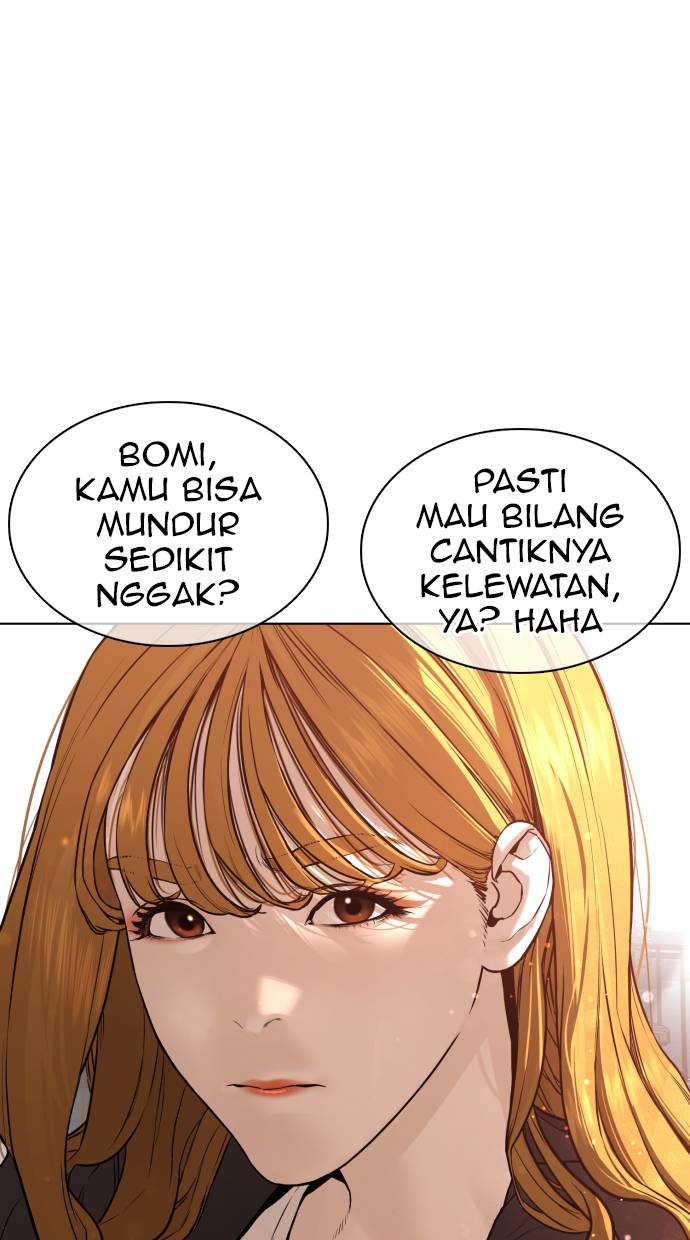 BOMI,
KAMU BISA
MUNDUR
SEDIKIT
NGGAK?
PASTI
MAU BILANG
CANTIKNYA
KELEWATAN,
YA? HAHA